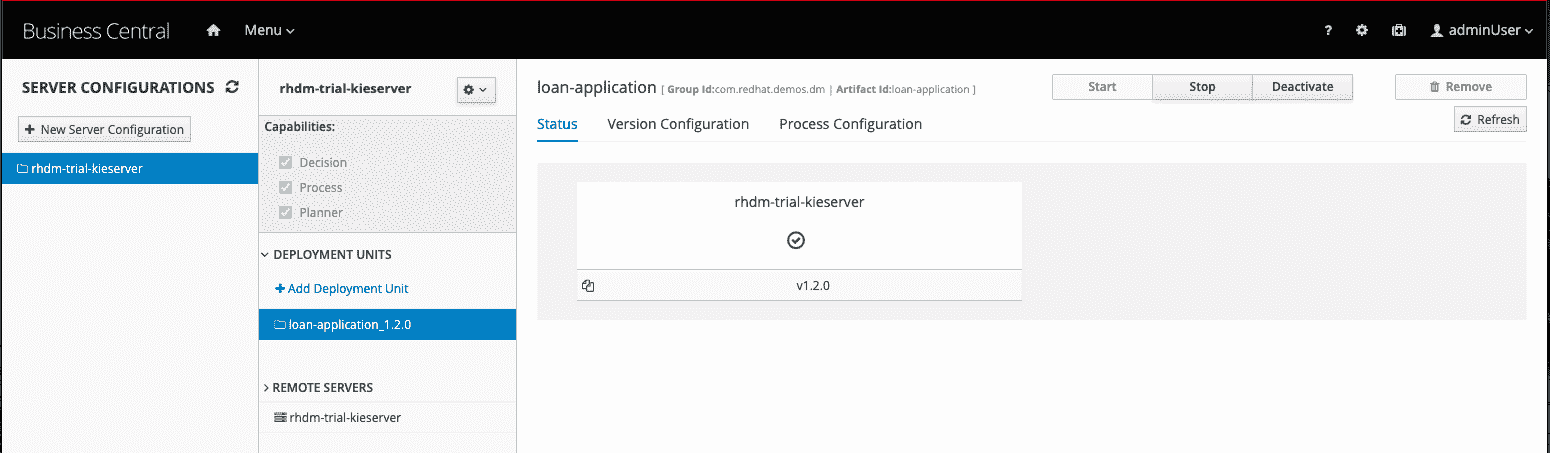 Business Central
Menu
?
adminUser
SERVER CONFIGURATIONS
+ New Server Configuration
rhdm-trial-kieserver
rhdm-trial-kieserver
Capabilities:
Decision
Process
Planner
DEPLOYMENT UNITS
+ Add Deployment Unit
loan-application_1.2.0
REMOTE SERVERS
rhdm-trial-kieserver
loan-application [ Group Id:com.redhat.demos.dm | Artifact Id:loan-application ]
Start Stop Deactivate
Remove
Refresh
Status Version Configuration Process Configuration
rhdm-trial-kieserver
v1.2.0